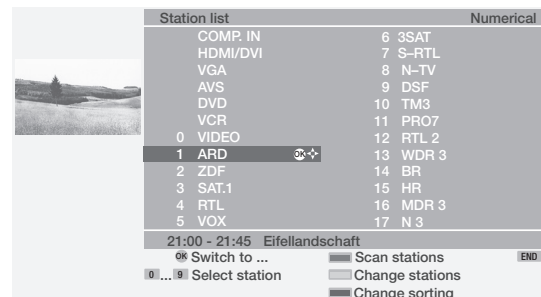 Station list Numerical
COMP. IN
HDMI/DVI
VGA
AVS
DVD
VCR
0 VIDEO
1 ARD OK
2 ZDF
3 SAT.1
4 RTL
5 VOX
6 3SAT
7 S–RTL
8 N–TV
9 DSF
10 TM3
11 PRO7
12 RTL 2
13 WDR 3
14 BR
15 HR
16 MDR 3
17 N 3
21:00 - 21:45 Eifellandschaft
OK Switch to ...
0 ... 9 Select station
Scan stations
Change stations
Change sorting
END